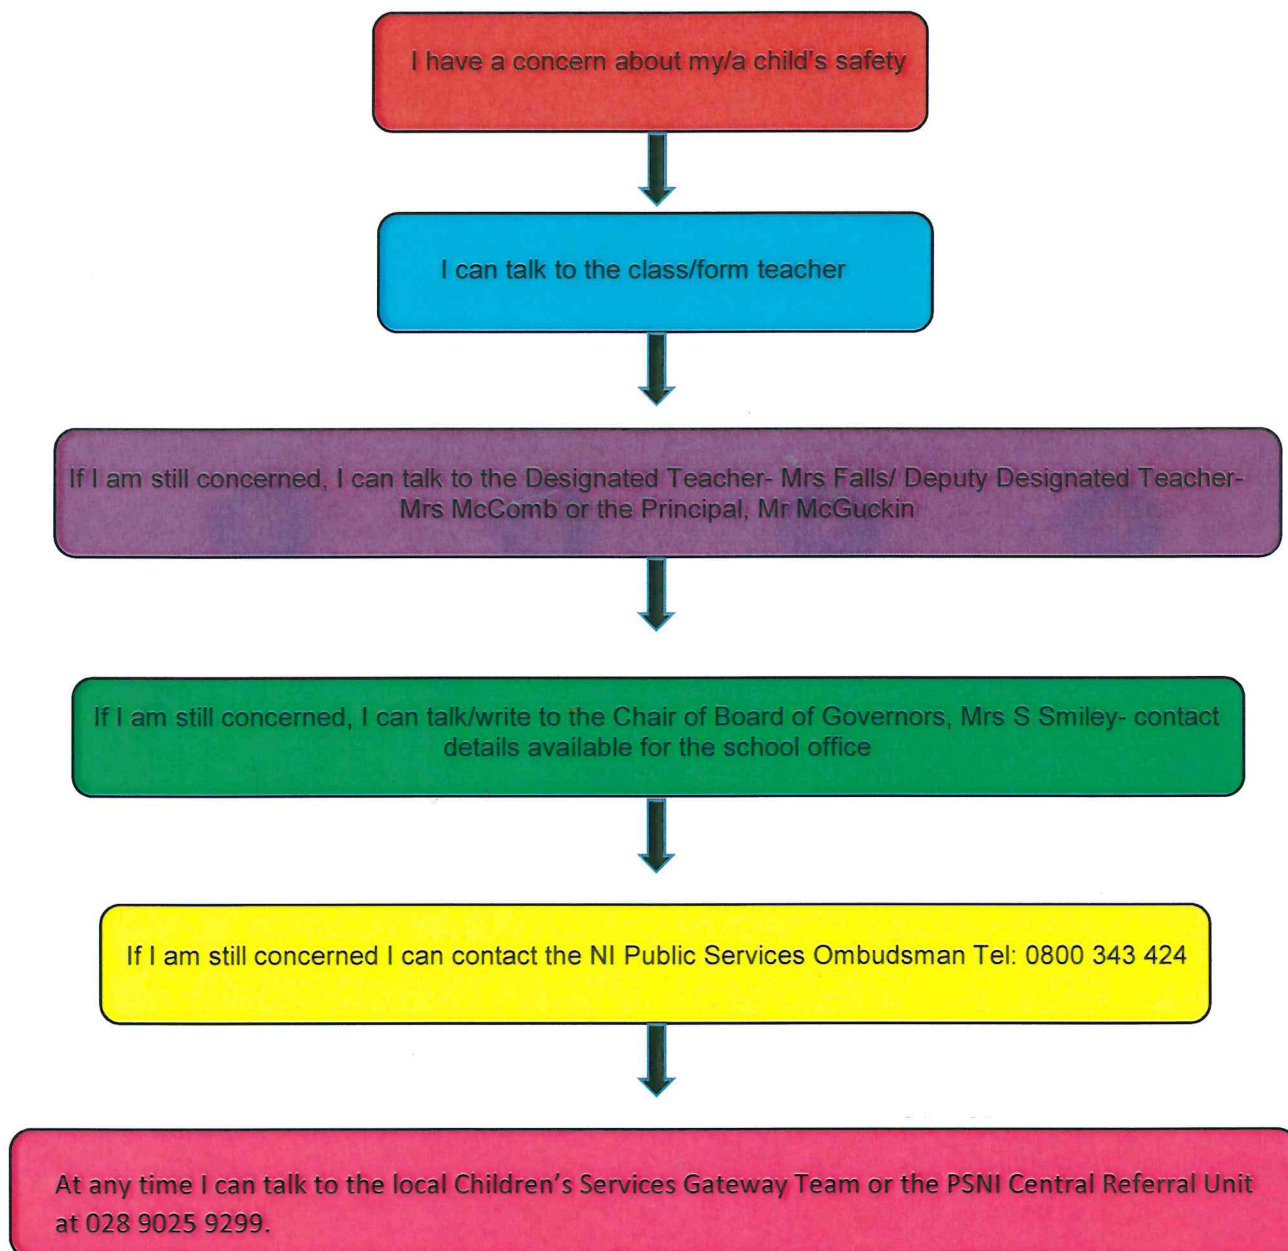 I have a concern about my/a child's safety
I can talk to the class/form teacher
If I am still concerned, I can talk to the Designated Teacher- Mrs Falls/ Deputy Designated Teacher-
Mrs McComb or the Principal, Mr McGuckin
If I am still concerned, I can talk/write to the Chair of Board of Governors, Mrs S Smiley- contact
details available for the school office
If I am still concerned I can contact the NI Public Services Ombudsman Tel: 0800 343 424
At any time I can talk to the local Children's Services Gateway Team or the PSNI Central Referral Unit
at 028 9025 9299.